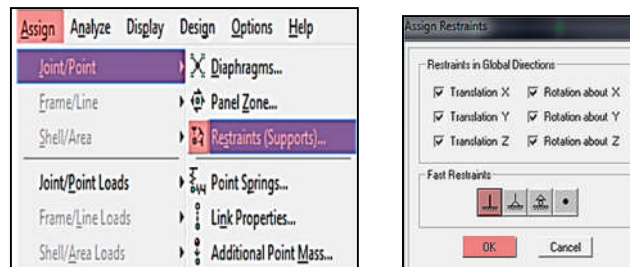 Assign Analyze Display Design Options Help
Joint/Point
Diaphragms...
Frame/Line
Panel Zone...
Shell/Area
Restraints (Supports)...
Joint/Point Loads
Point Springs...
Frame/Line Loads
Link Properties...
Shell/Area Loads
Additional Point Mass...
Assign Restraints
Restraints in Global Directions
Translation X Rotation about X
Translation Y Rotation about Y
Translation Z Rotation about Z
Fast Restraints
OK Cancel